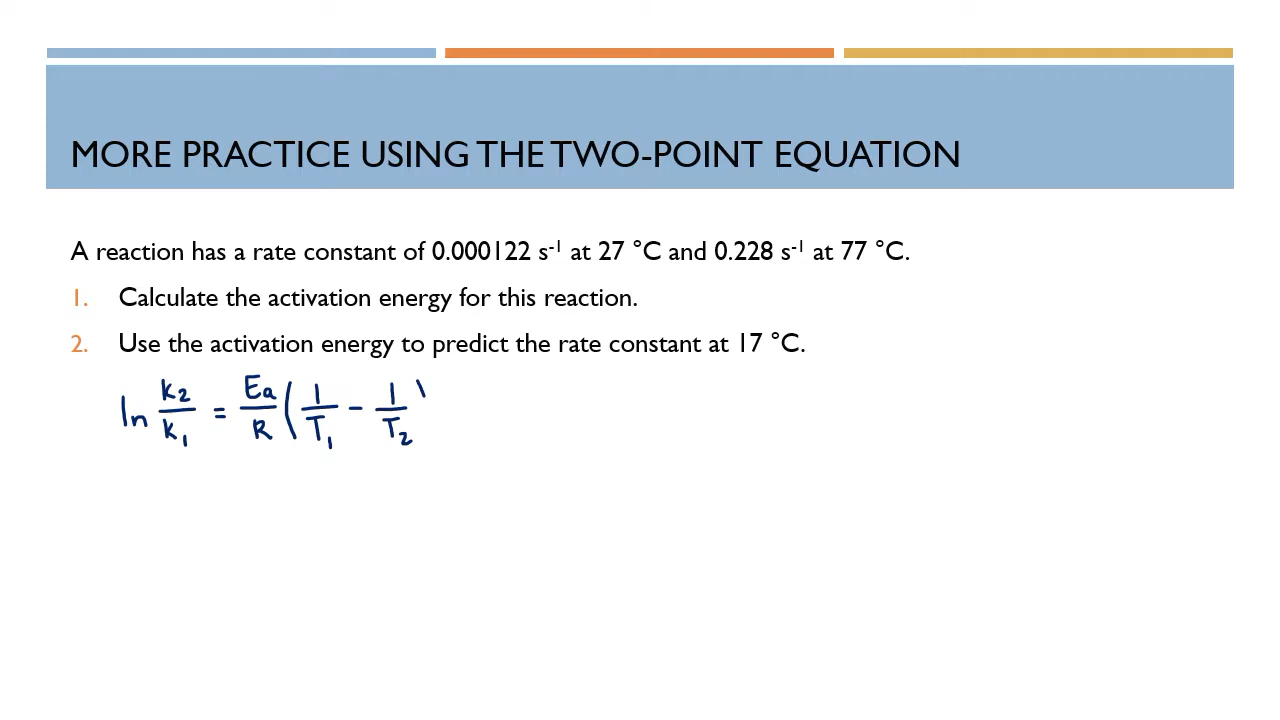 MORE PRACTICE USING THE TWO-POINT EQUATION
A reaction has a rate constant of 0.000122 s⁻¹ at 27 °C and 0.228 s⁻¹ at 77 °C.
1. Calculate the activation energy for this reaction.
2. Use the activation energy to predict the rate constant at 17 °C.
ln k₂/k₁ = Ea/R (1/T₁ - 1/T₂